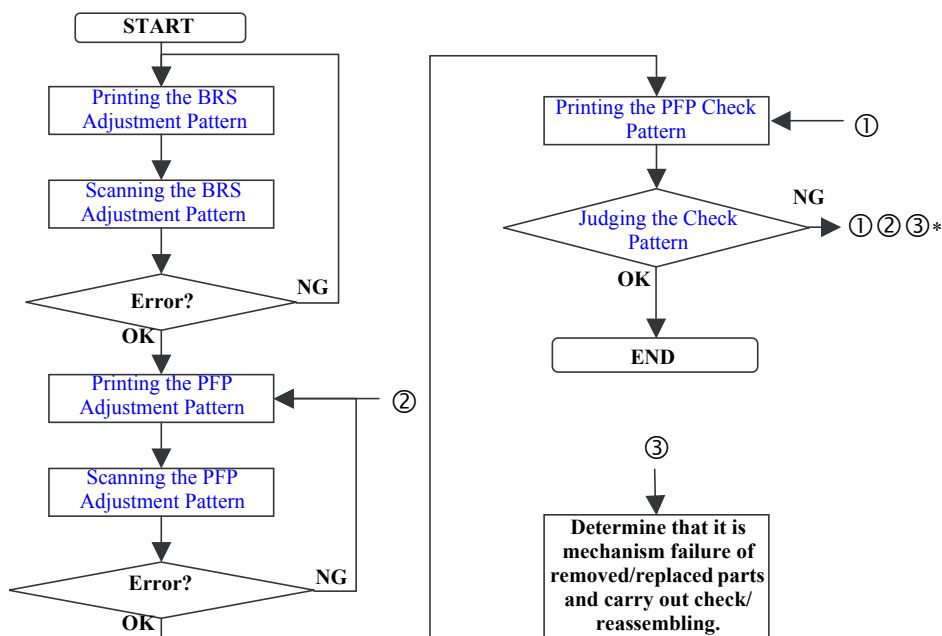 START
Printing the BRS
Adjustment Pattern
Scanning the BRS
Adjustment Pattern
Error?
NG
OK
Printing the PFP
Adjustment Pattern
②
Scanning the PFP
Adjustment Pattern
Error?
NG
OK
Printing the PFP Check
Pattern
①
Judging the Check
Pattern
NG
① ② ③*
OK
END
③
Determine that it is
mechanism failure of
removed/replaced parts
and carry out check/
reassembling.